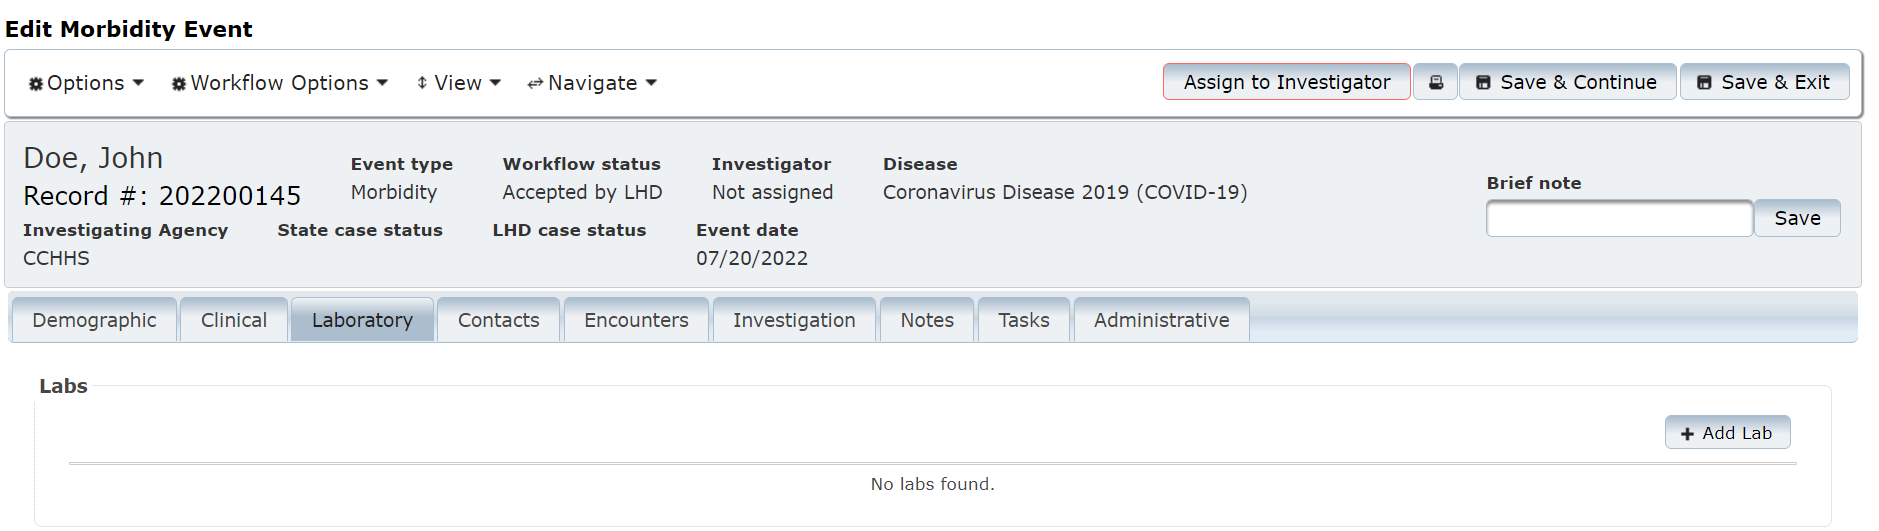 Edit Morbidity Event
Options Workflow Options View Navigate Assign to Investigator Save & Continue Save & Exit
Doe, John
Record #: 202200145
Event type Workflow status Investigator Disease
Morbidity Accepted by LHD Not assigned Coronavirus Disease 2019 (COVID-19)
Brief note
Save
Investigating Agency State case status LHD case status Event date
CCHHS 07/20/2022
Demographic Clinical Laboratory Contacts Encounters Investigation Notes Tasks Administrative
Labs
+ Add Lab
No labs found.